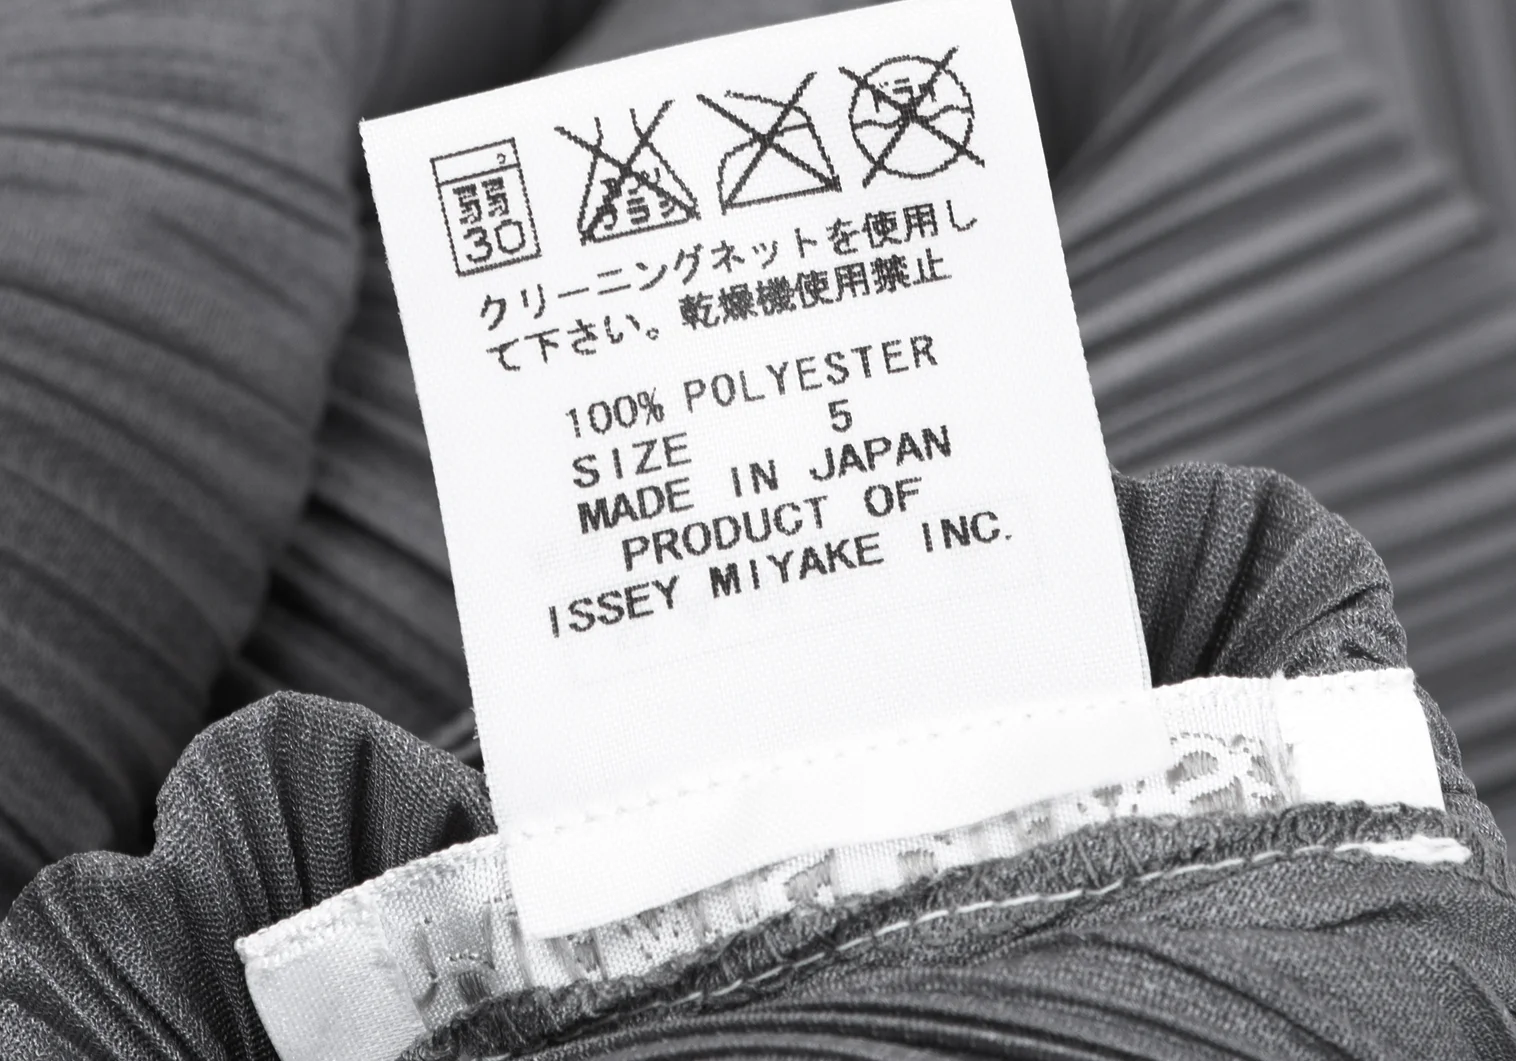 30
クリーニングネットを使用し
て下さい。乾燥機使用禁止
100% POLYESTER
SIZE 5
MADE IN JAPAN
PRODUCT OF
ISSEY MIYAKE INC.